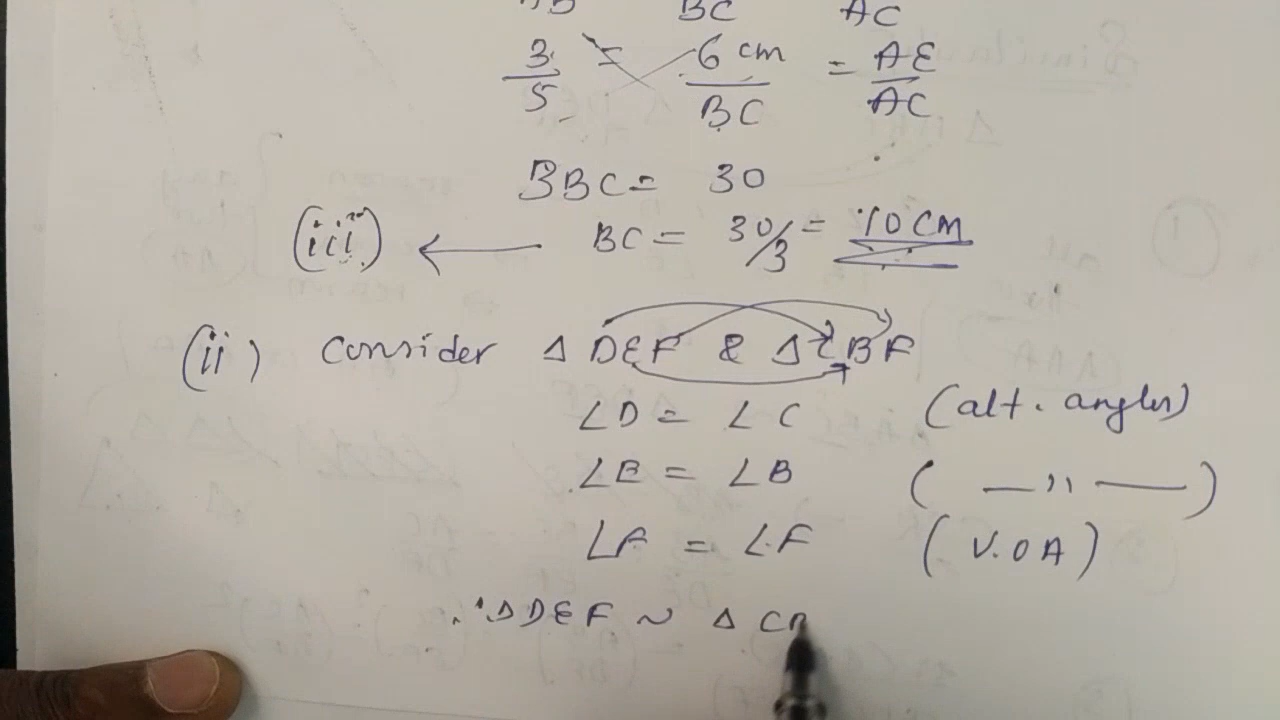 AB BC AC
3/5 = 6 cm/BC = AE/AC
3BC = 30
(iii) ← BC = 30/3 = 10 cm
(ii) Consider Δ DEF & Δ CBF
∠D = ∠C (alt. angles)
∠E = ∠B ( —,,— )
∠F = ∠F (V.O A)
∴ Δ DEF ~ Δ CB